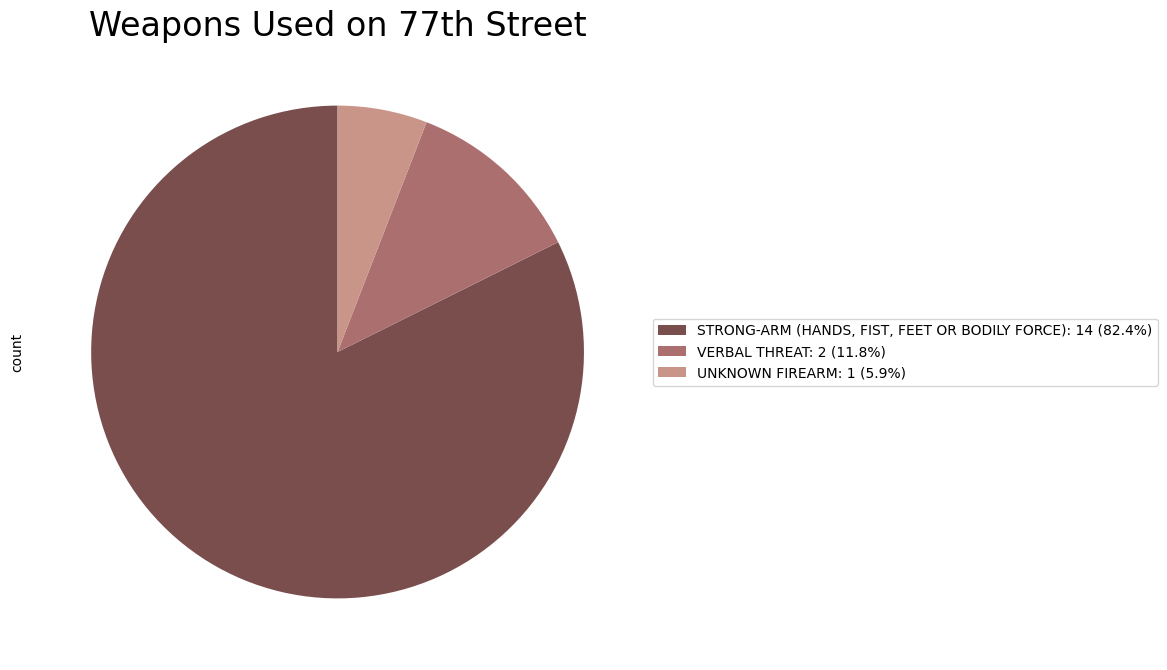 Weapons Used on 77th Street
count
STRONG-ARM (HANDS, FIST, FEET OR BODILY FORCE): 14 (82.4%)
VERBAL THREAT: 2 (11.8%)
UNKNOWN FIREARM: 1 (5.9%)